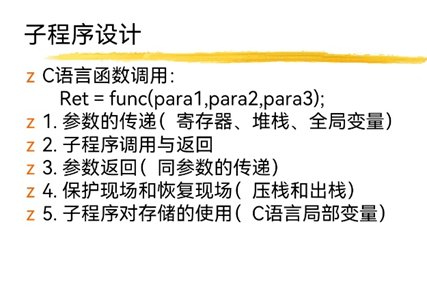 子程序设计
z C语言函数调用:
Ret = func(para1,para2,para3);
z 1. 参数的传递( 寄存器、堆栈、全局变量)
z 2. 子程序调用与返回
z 3. 参数返回( 同参数的传递)
z 4. 保护现场和恢复现场( 压栈和出栈)
z 5. 子程序对存储的使用( C语言局部变量)